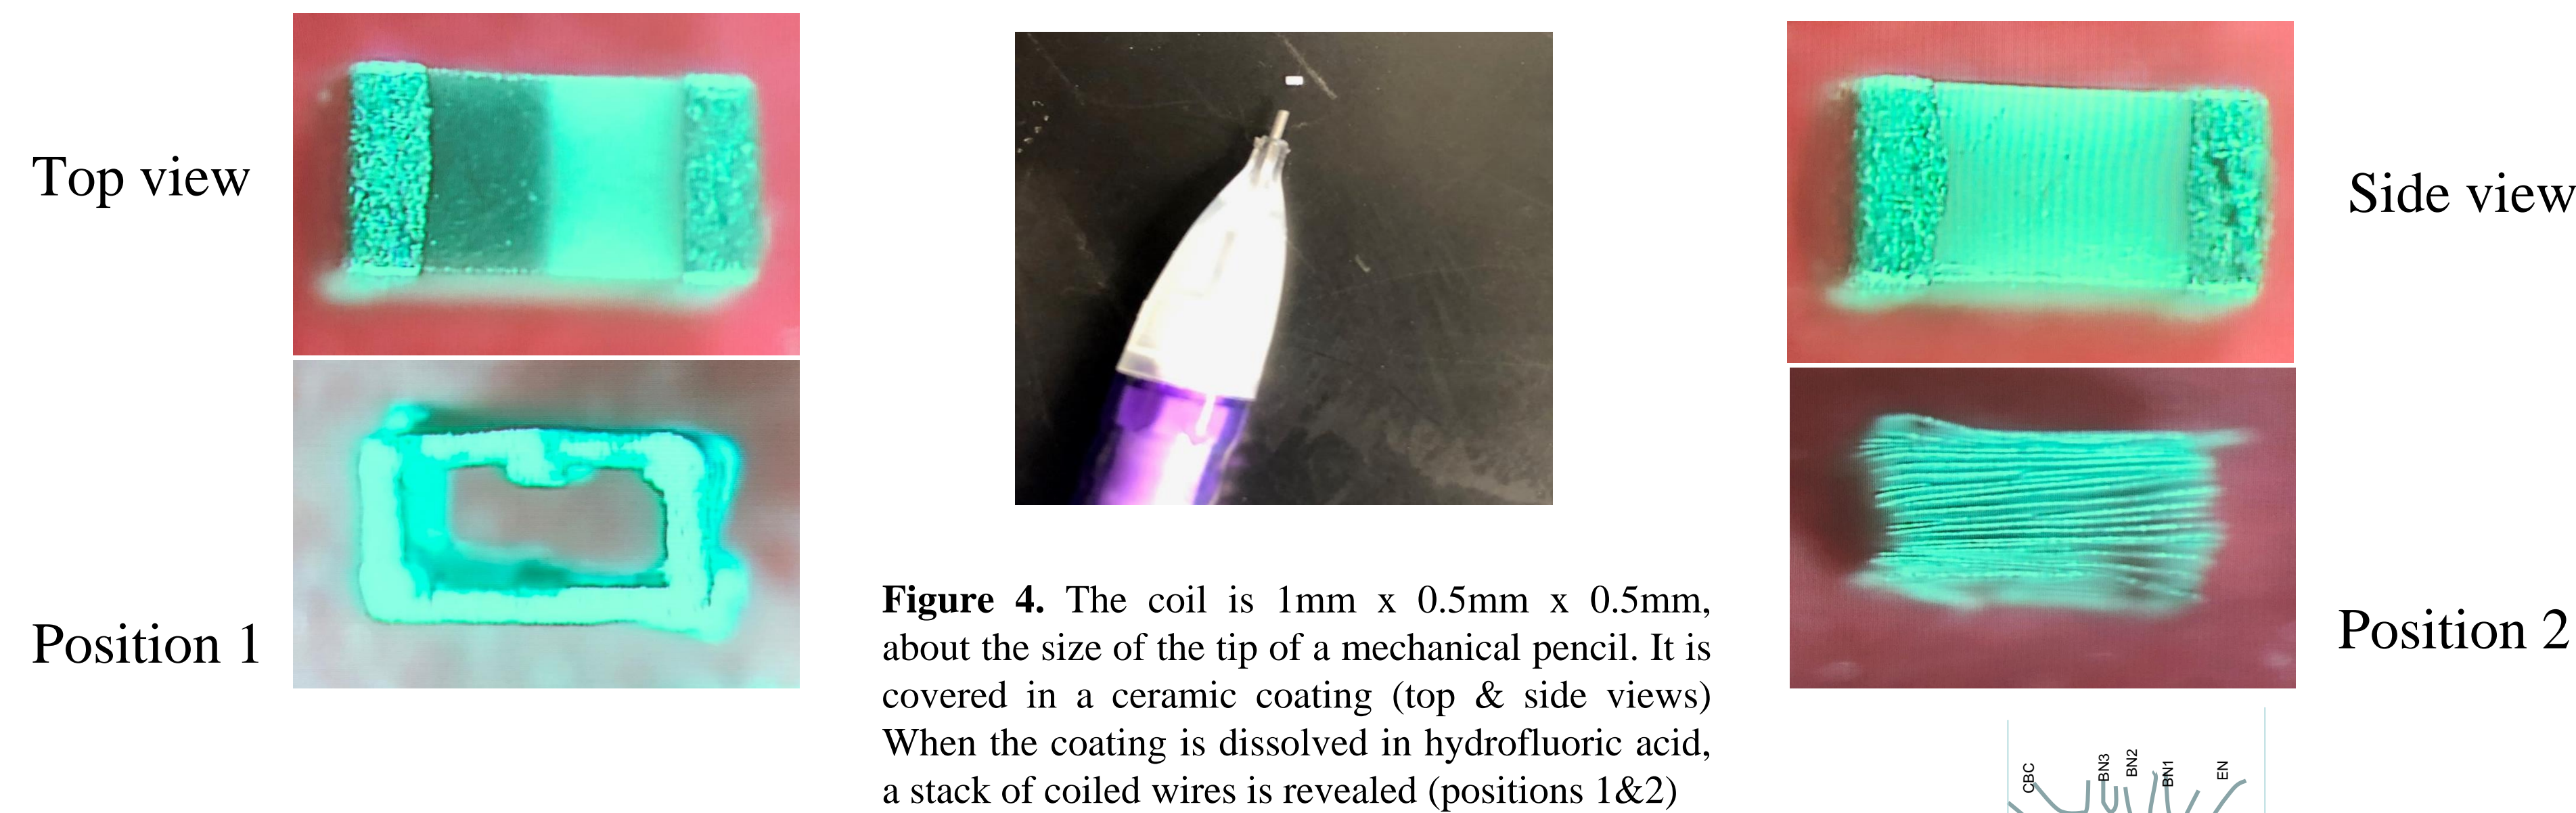 Top view
Side view
Position 1
Position 2
Figure 4. The coil is 1mm x 0.5mm x 0.5mm,
about the size of the tip of a mechanical pencil. It is
covered in a ceramic coating (top & side views)
When the coating is dissolved in hydrofluoric acid,
a stack of coiled wires is revealed (positions 1&2)
CBC
BN3
BN2
BN1
EN